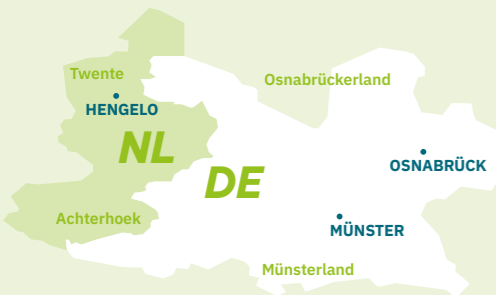 Twente
Osnabrückerland
HENGELO
NL
OSNABRÜCK
DE
Achterhoek
MÜNSTER
Münsterland